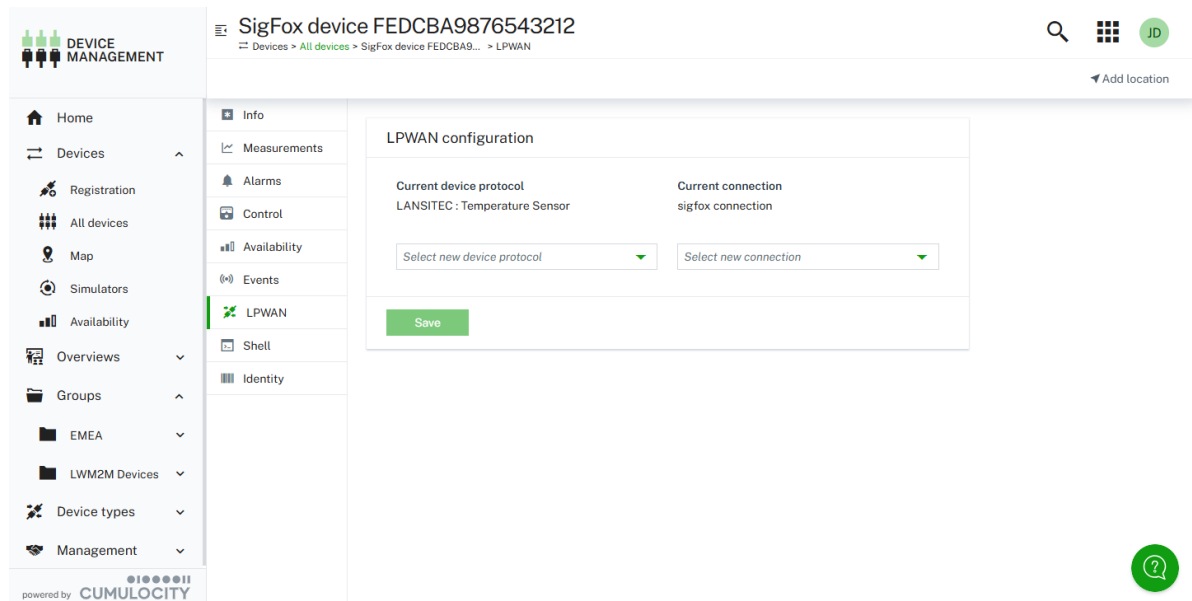 DEVICE
MANAGEMENT
SigFox device FEDCBA9876543212
Devices > All devices > SigFox device FEDCBA9... > LPWAN
JD
Add location
Home
Devices
Registration
All devices
Map
Simulators
Availability
Overviews
Groups
EMEA
LWM2M Devices
Device types
Management
powered by CUMULOCITY
Info
Measurements
Alarms
Control
Availability
Events
LPWAN
Shell
Identity
LPWAN configuration
Current device protocol
LANSITEC : Temperature Sensor
Current connection
sigfox connection
Select new device protocol
Select new connection
Save